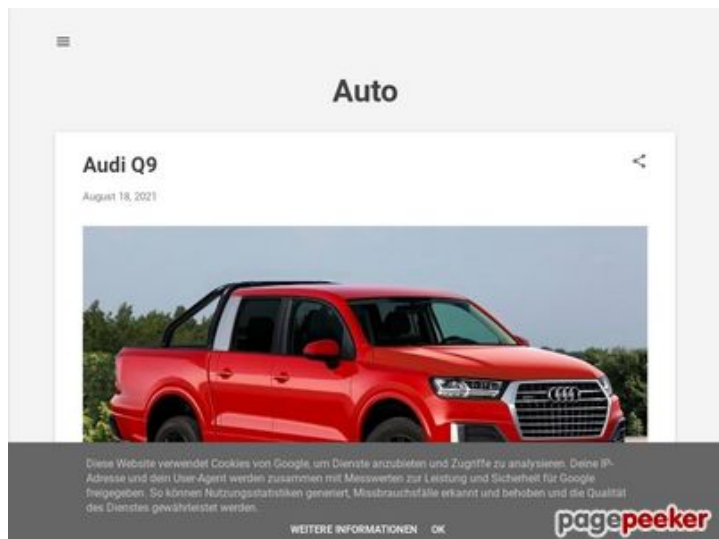 Auto
Audi Q9
August 18, 2021
Diese Website verwendet Cookies von Google, um Dienste anzubieten und Zugriffe zu analysieren. Deine IP-
Adresse und dein User-Agent werden zusammen mit Messwerten zur Leistung und Sicherheit für Google
freigegeben. So können Nutzungsstatistiken generiert, Missbrauchsfälle erkannt und behoben und die Qualität
des Dienstes gewährleistet werden.
WEITERE INFORMATIONEN OK
pagepeeker